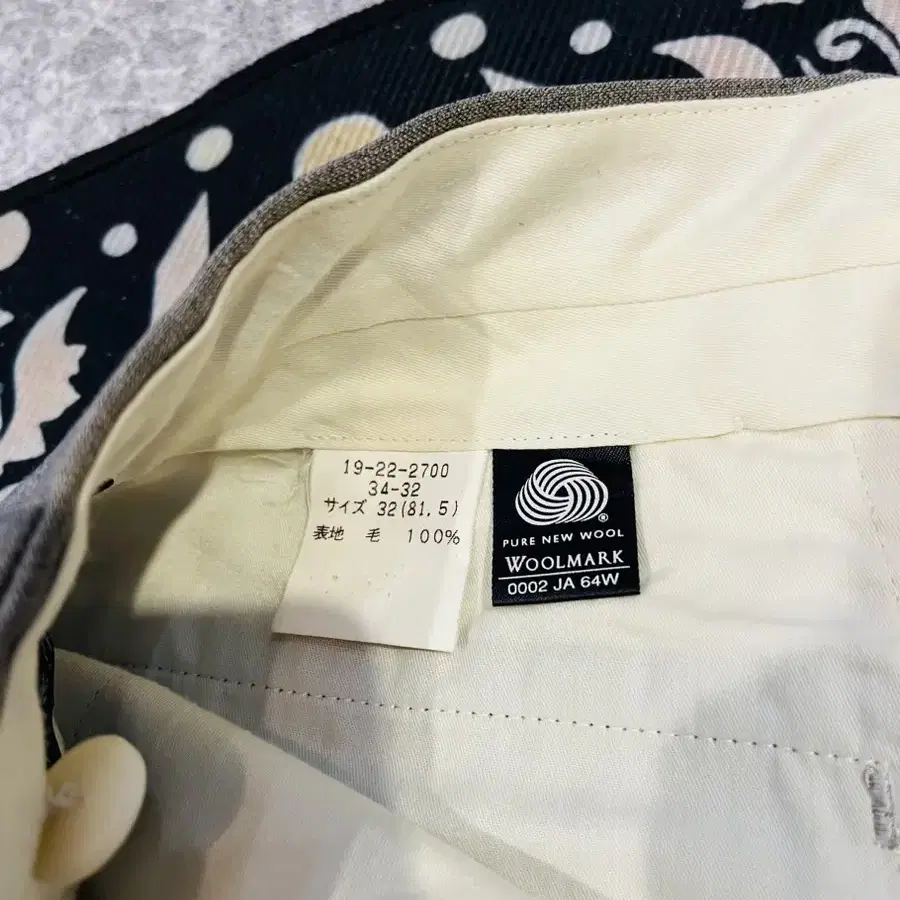 19-22-2700
34-32
サイズ 32(81.5)
表地 毛 100%
®
PURE NEW WOOL
WOOLMARK
0002 JA 64W